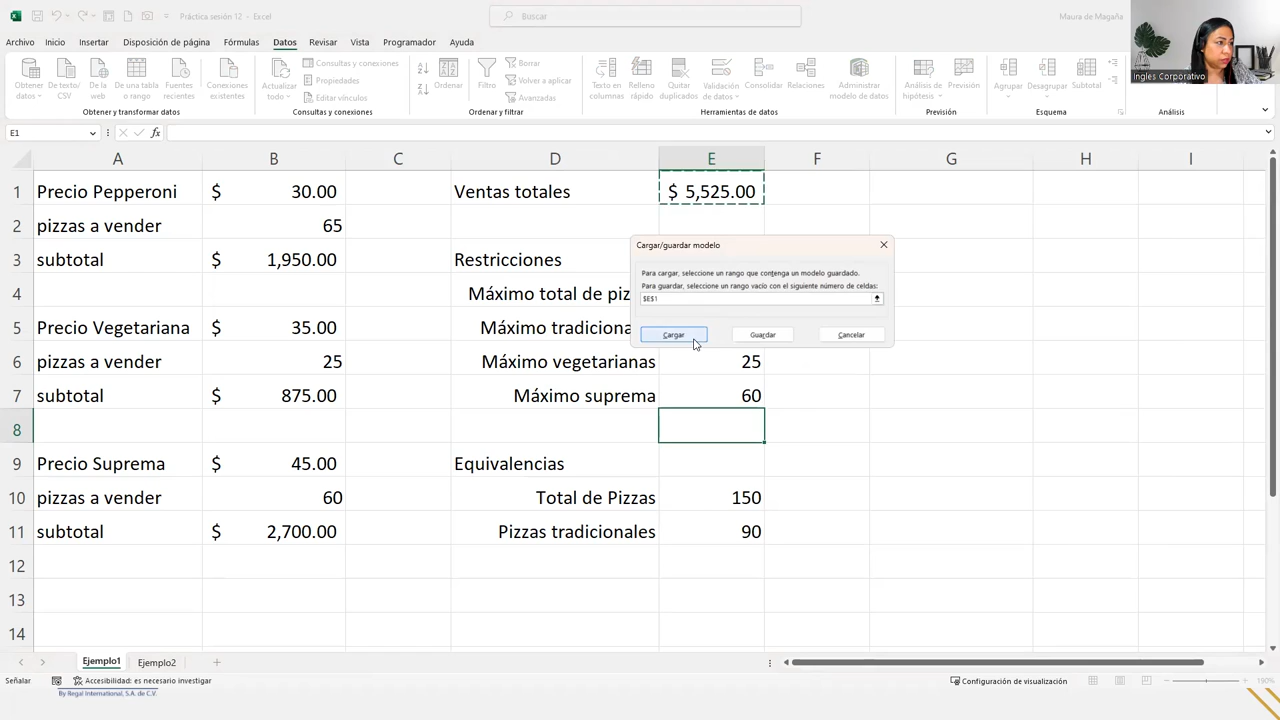 Práctica sesión 12 - Excel
Buscar
Maura de Magaña
Archivo Inicio Insertar Disposición de página Fórmulas Datos Revisar Vista Programador Ayuda
Ingles Corporativo
Obtener datos
De texto/CSV
De la web
De una tabla o rango
Fuentes recientes
Conexiones existentes
Obtener y transformar datos
Actualizar todo
Consultas y conexiones
Propiedades
Editar vínculos
Consultas y conexiones
Ordenar
Filtro
Borrar
Volver a aplicar
Avanzadas
Ordenar y filtrar
Texto en columnas
Relleno rápido
Quitar duplicados
Validación de datos
Consolidar
Relaciones
Administrar modelo de datos
Herramientas de datos
Análisis de hipótesis
Previsión
Previsión
Agrupar
Desagrupar
Subtotal
Esquema
Análisis
E1
fx
A B C D E F G H I
1 Precio Pepperoni $ 30.00 Ventas totales $ 5,525.00
2 pizzas a vender 65
3 subtotal $ 1,950.00 Restricciones
4 Máximo total de piz
5 Precio Vegetariana $ 35.00 Máximo tradiciona
6 pizzas a vender 25 Máximo vegetarianas 25
7 subtotal $ 875.00 Máximo suprema 60
8
9 Precio Suprema $ 45.00 Equivalencias
10 pizzas a vender 60 Total de Pizzas 150
11 subtotal $ 2,700.00 Pizzas tradicionales 90
12
13
14
Cargar/guardar modelo
Para cargar, seleccione un rango que contenga un modelo guardado.
Para guardar, seleccione un rango vacío con el siguiente número de celdas:
$E$1
Cargar Guardar Cancelar
Ejemplo1 Ejemplo2
Señalar Accesibilidad: es necesario investigar Configuración de visualización 190%
By Regal International, S.A. de C.V.